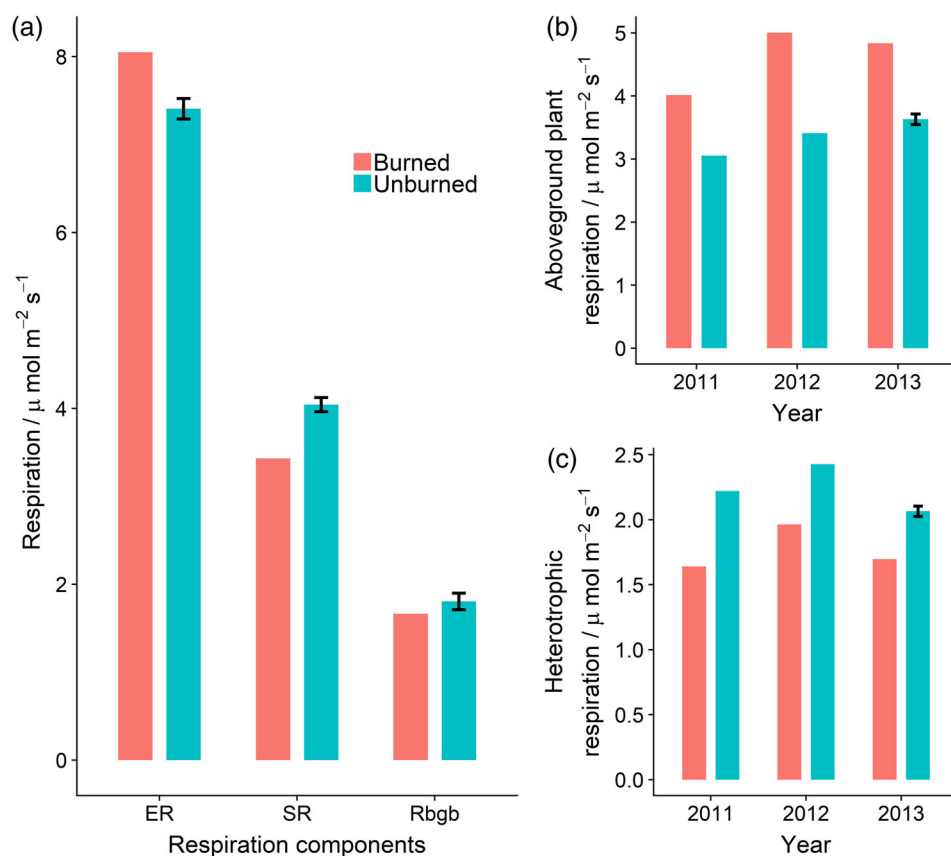 (a)
8
6
4
2
0
Respiration / μ mol m⁻² s⁻¹
Burned
Unburned
ER SR Rbgb
Respiration components
(b)
5
4
3
2
1
0
Aboveground plant
respiration / μ mol m⁻² s⁻¹
2011 2012 2013
Year
(c)
2.5
2.0
1.5
1.0
0.5
0.0
Heterotrophic
respiration / μ mol m⁻² s⁻¹
2011 2012 2013
Year